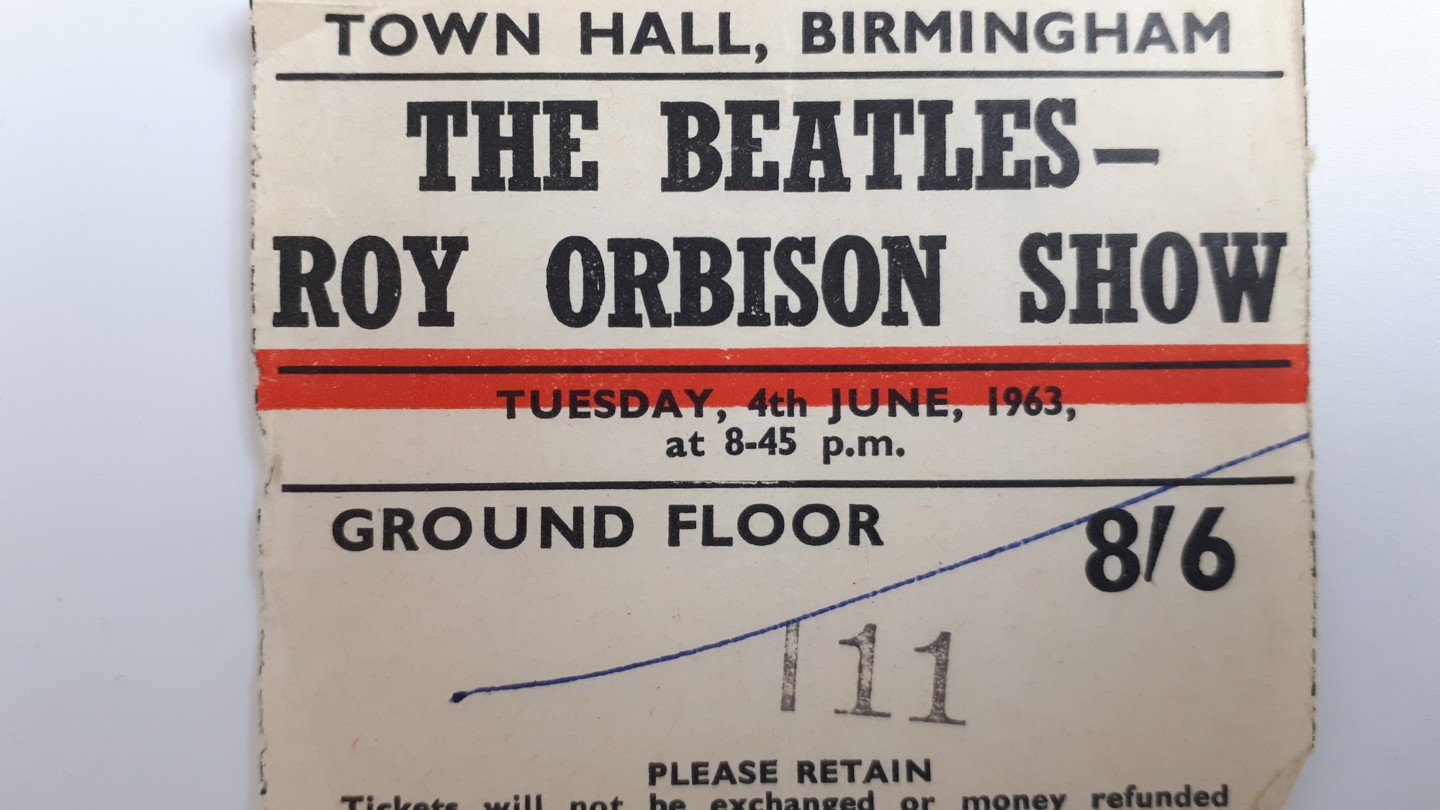 TOWN HALL, BIRMINGHAM
THE BEATLES—
ROY ORBISON SHOW
TUESDAY, 4th JUNE, 1963,
at 8-45 p.m.
GROUND FLOOR 8/6
I11
PLEASE RETAIN
Tickets will not be exchanged or money refunded